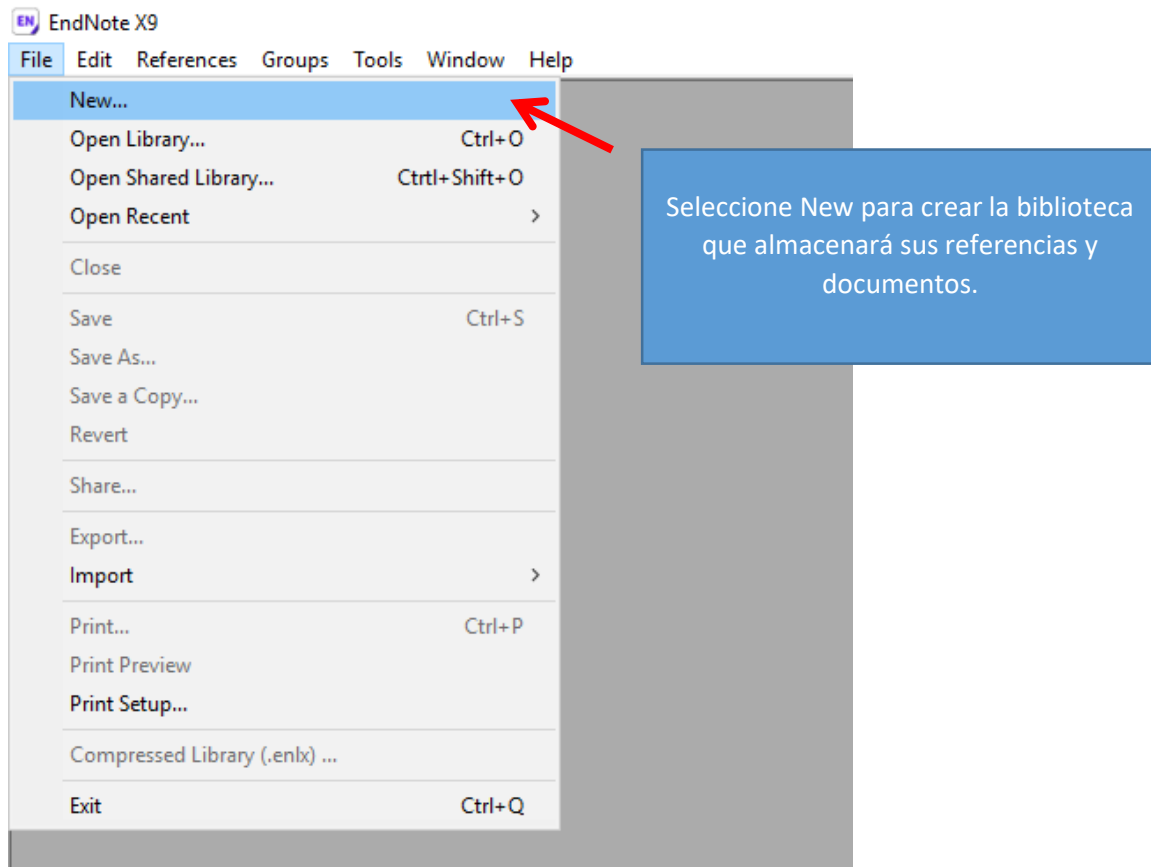 EN EndNote X9
File Edit References Groups Tools Window Help
New...
Open Library... Ctrl+O
Open Shared Library... Ctrtl+Shift+O
Open Recent >
Close
Save Ctrl+S
Save As...
Save a Copy...
Revert
Share...
Export...
Import >
Print... Ctrl+P
Print Preview
Print Setup...
Compressed Library (.enlx) ...
Exit Ctrl+Q
Seleccione New para crear la biblioteca
que almacenará sus referencias y
documentos.